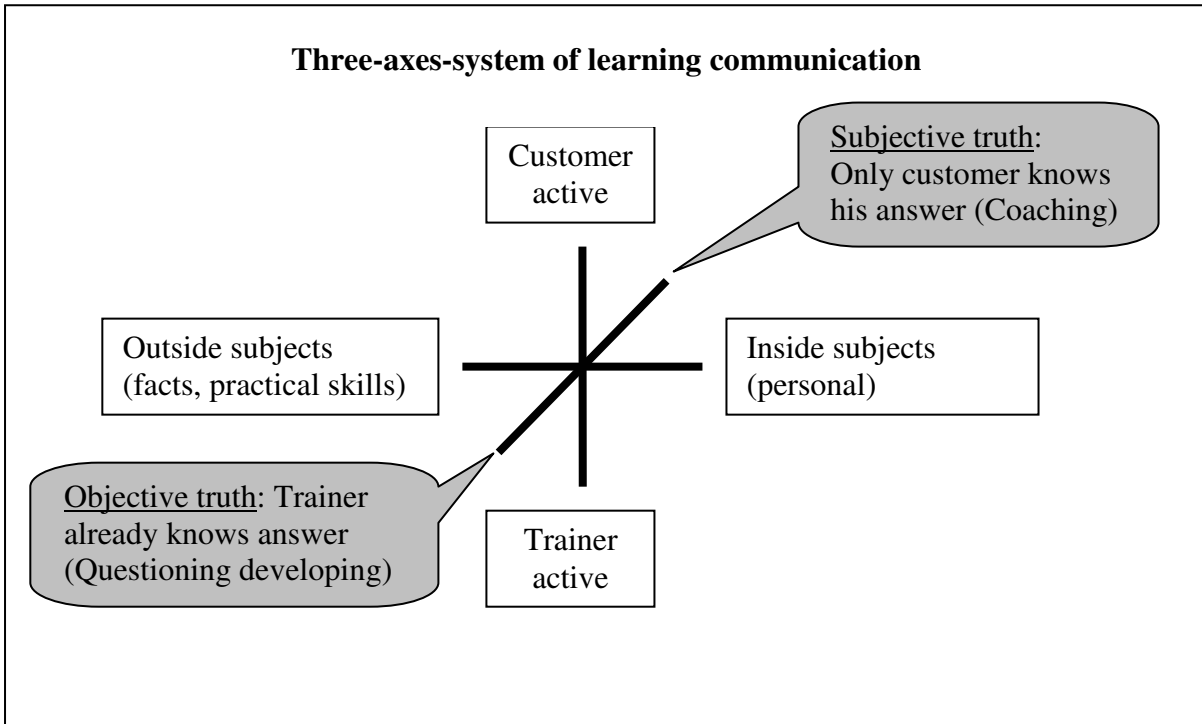 Three-axes-system of learning communication
Customer
active
Subjective truth:
Only customer knows
his answer (Coaching)
Outside subjects
(facts, practical skills)
Inside subjects
(personal)
Objective truth: Trainer
already knows answer
(Questioning developing)
Trainer
active